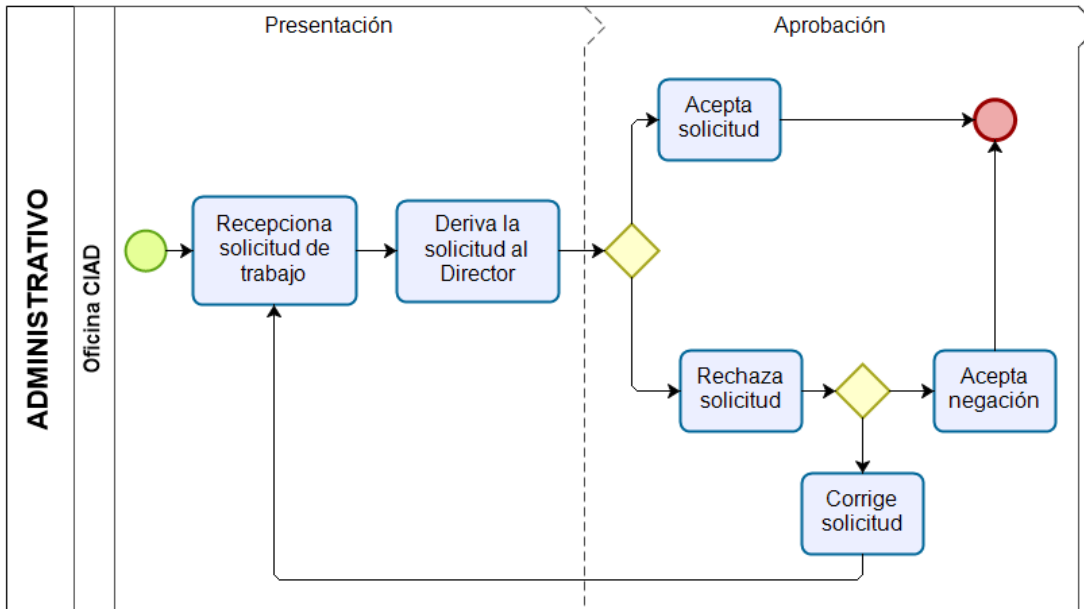 Presentación
Aprobación
ADMINISTRATIVO
Oficina CIAD
Recepciona
solicitud de
trabajo
Deriva la
solicitud al
Director
Acepta
solicitud
Rechaza
solicitud
Acepta
negación
Corrige
solicitud